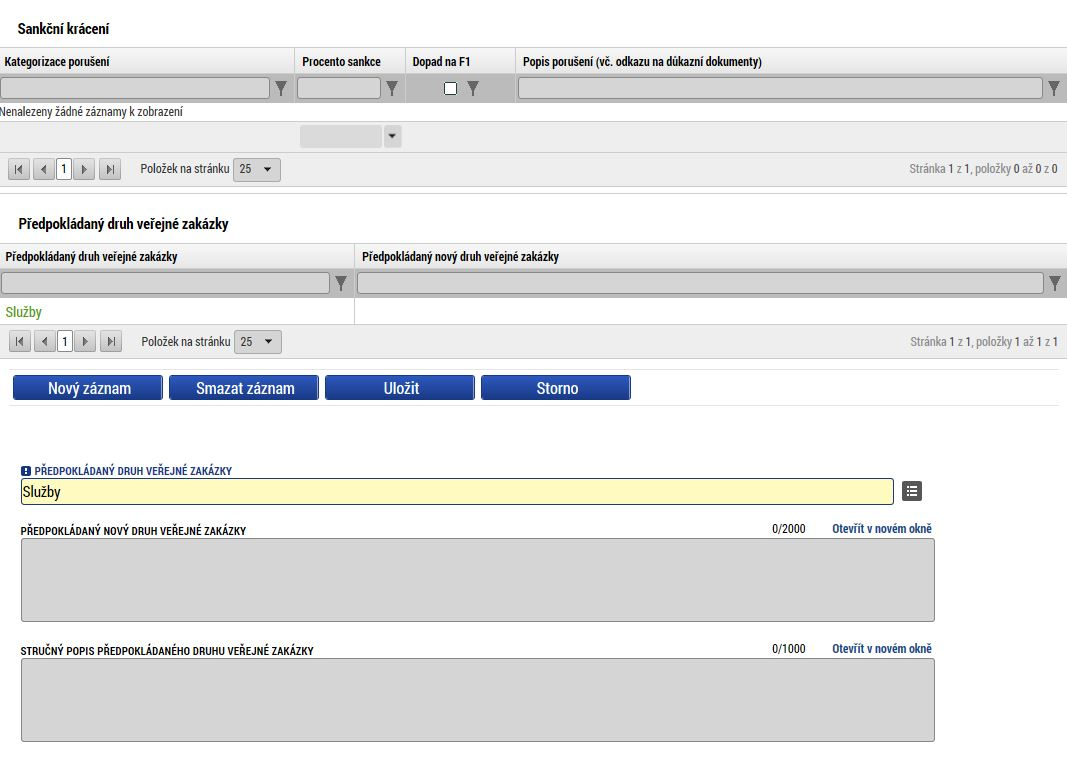 Sankční krácení
Kategorizace porušení Procento sankce Dopad na F1 Popis porušení (vč. odkazu na důkazní dokumenty)
Nenalezeny žádné záznamy k zobrazení
1 Položek na stránku 25 Stránka 1 z 1, položky 0 až 0 z 0
Předpokládaný druh veřejné zakázky
Předpokládaný druh veřejné zakázky Předpokládaný nový druh veřejné zakázky
Služby
1 Položek na stránku 25 Stránka 1 z 1, položky 1 až 1 z 1
Nový záznam Smazat záznam Uložit Storno
PŘEDPOKLÁDANÝ DRUH VEŘEJNÉ ZAKÁZKY
Služby
PŘEDPOKLÁDANÝ NOVÝ DRUH VEŘEJNÉ ZAKÁZKY 0/2000 Otevřít v novém okně
STRUČNÝ POPIS PŘEDPOKLÁDANÉHO DRUHU VEŘEJNÉ ZAKÁZKY 0/1000 Otevřít v novém okně